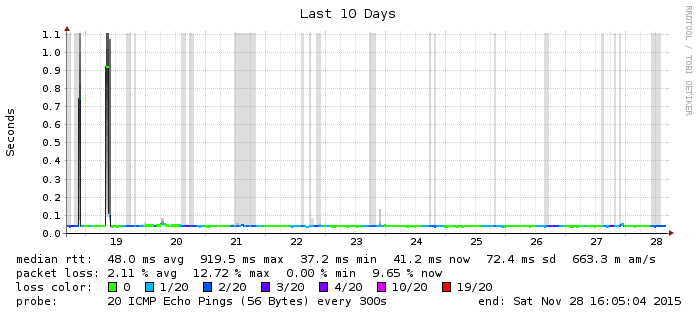 Last 10 Days
RRDTOOL / TOBI OETIKER
Seconds
1.1
1.0
0.9
0.8
0.7
0.6
0.5
0.4
0.3
0.2
0.1
0.0
19 20 21 22 23 24 25 26 27 28
median rtt: 48.0 ms avg 919.5 ms max 37.2 ms min 41.2 ms now 72.4 ms sd 663.3 m am/s
packet loss: 2.11 % avg 12.72 % max 0.00 % min 9.65 % now
loss color: 0 1/20 2/20 3/20 4/20 10/20 19/20
probe: 20 ICMP Echo Pings (56 Bytes) every 300s end: Sat Nov 28 16:05:04 2015